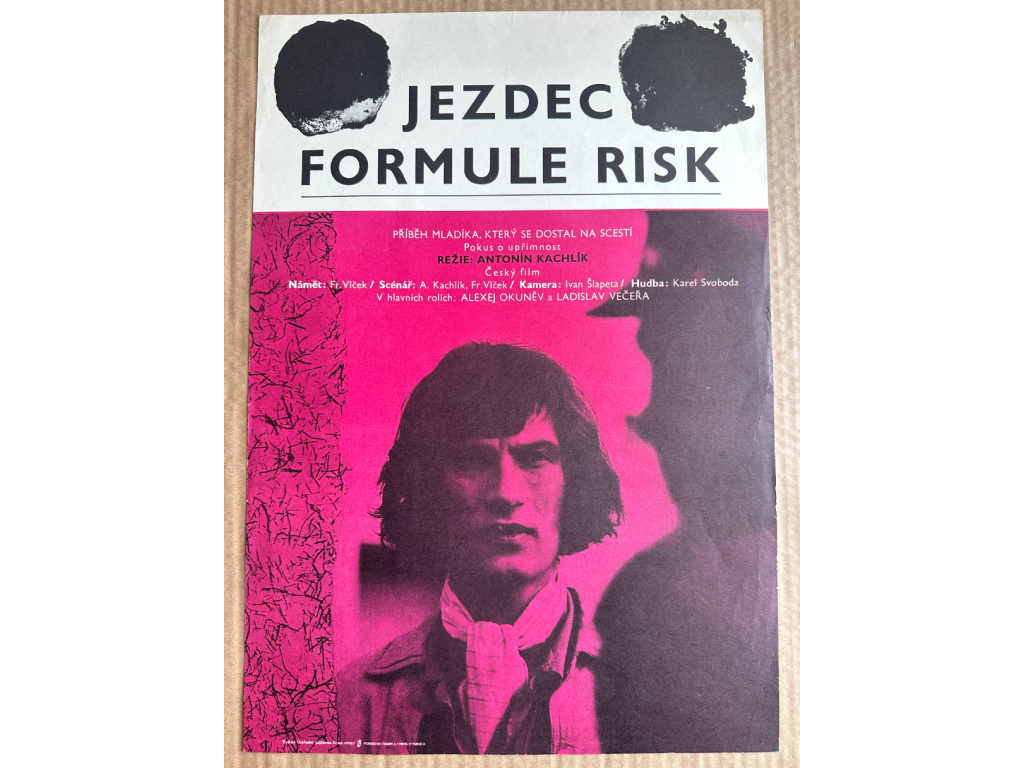 JEZDEC
FORMULE RISK
PŘÍBĚH MLADÍKA, KTERÝ SE DOSTAL NA SCESTÍ
Pokus o upřímnost
REŽIE: ANTONÍN KACHLÍK
Český film
Námět: Fr. Vlček / Scénář: A. Kachlík, Fr. Vlček / Kamera: Ivan Šlapeta / Hudba: Karel Svoboda
V hlavních rolích: ALEXEJ OKUNĚV a LADISLAV VEČEŘA